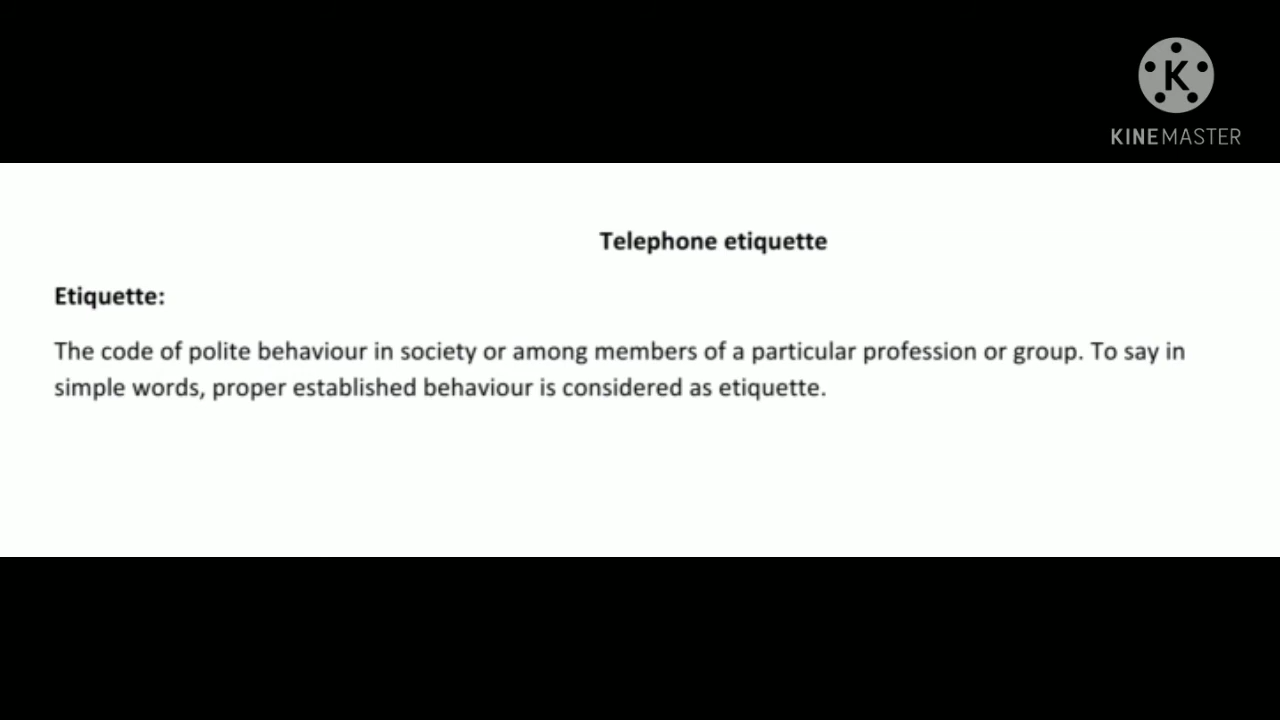 K
KINEMASTER
Telephone etiquette
Etiquette:
The code of polite behaviour in society or among members of a particular profession or group. To say in
simple words, proper established behaviour is considered as etiquette.